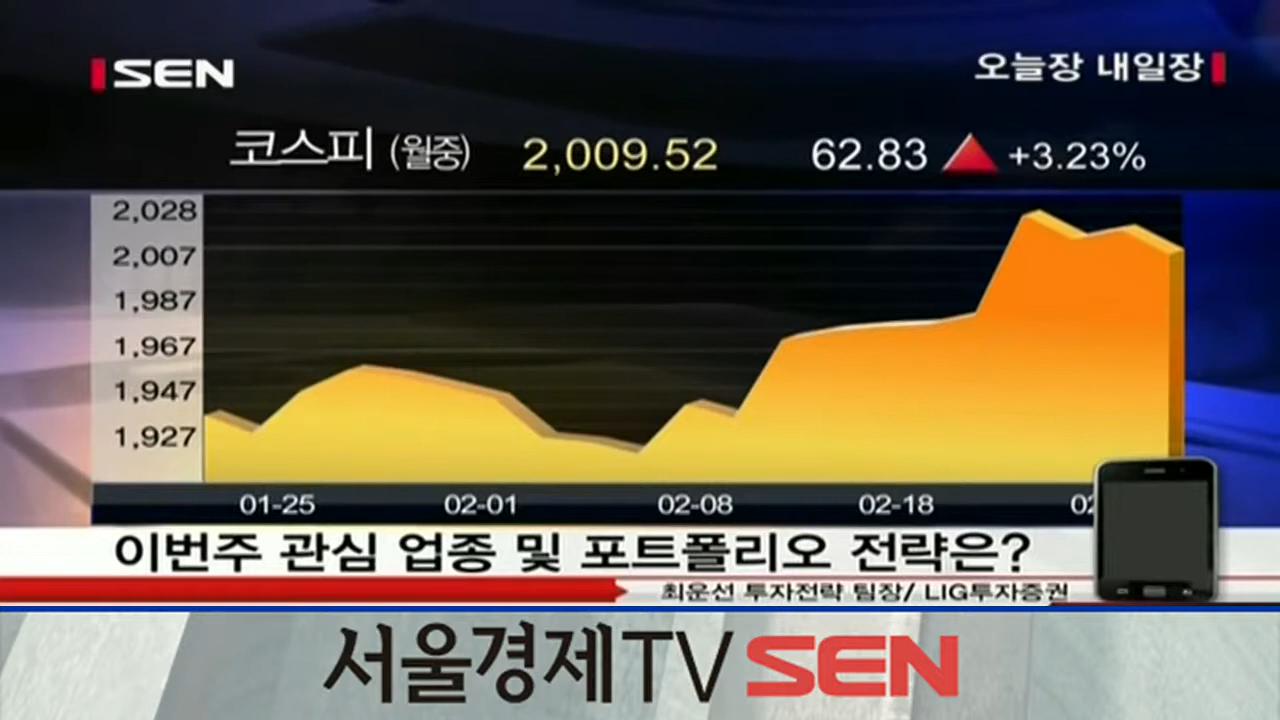 SEN
오늘장 내일장
코스피 (월중) 2,009.52 62.83 ▲ +3.23%
2,028
2,007
1,987
1,967
1,947
1,927
01-25 02-01 02-08 02-18
이번주 관심 업종 및 포트폴리오 전략은?
최운선 투자전략 팀장/ LIG투자증권
서울경제TV SEN